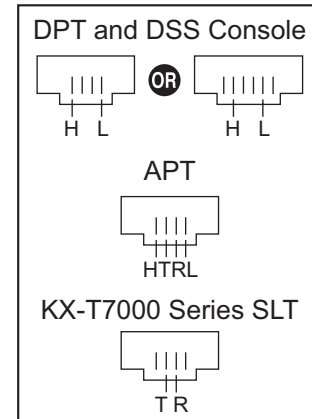 DPT and DSS Console
OR
H L H L
APT
HTRL
KX-T7000 Series SLT
T R